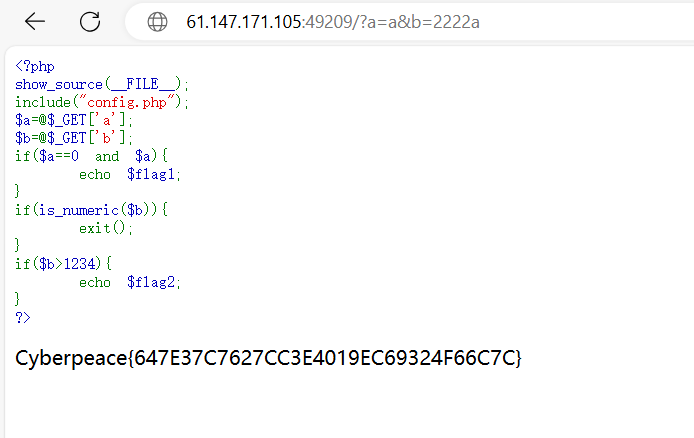 61.147.171.105:49209/?a=a&b=2222a
<?php
show_source(__FILE__);
include("config.php");
$a=@$_GET['a'];
$b=@$_GET['b'];
if($a==0 and $a){
echo $flag1;
}
if(is_numeric($b)){
exit();
}
if($b>1234){
echo $flag2;
}
?>
Cyberpeace{647E37C7627CC3E4019EC69324F66C7C}